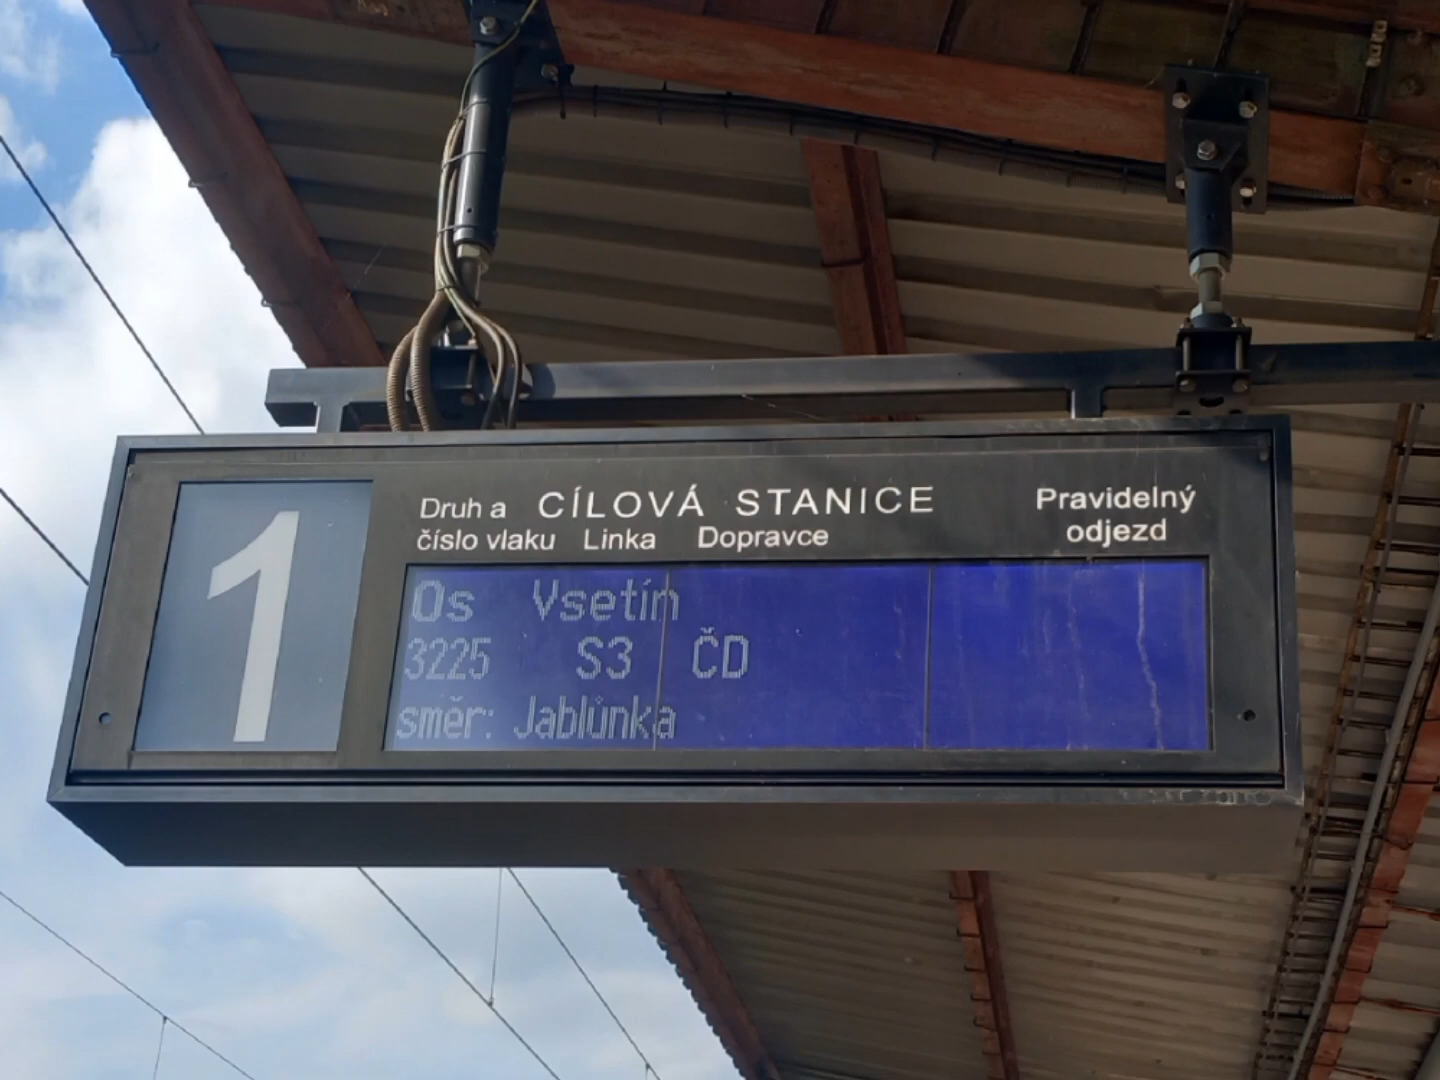 1
Druh a CÍLOVÁ STANICE Pravidelný
číslo vlaku Linka Dopravce odjezd
Os Vsetín
3225 S3 ČD
směr: Jablůnka